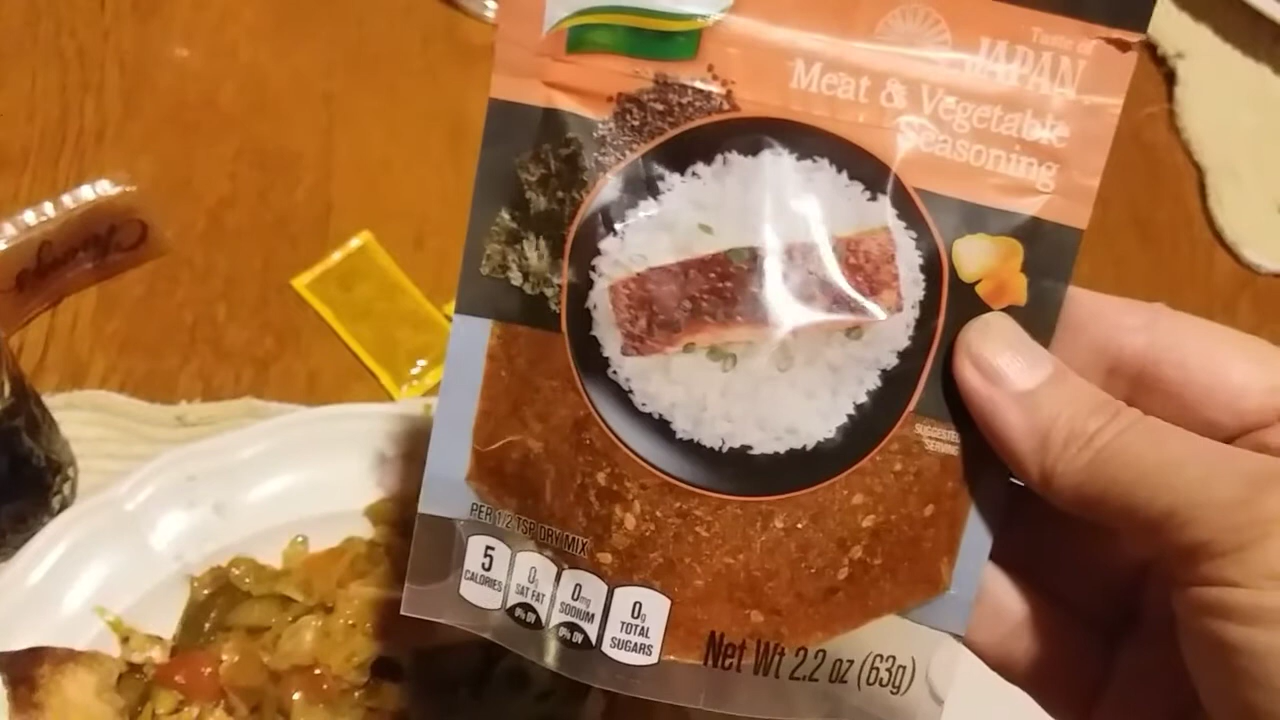 Taste of
JAPAN
Meat & Vegetable
Seasoning
SUGGESTED
SERVING
PER 1/2 TSP DRY MIX
5
CALORIES
0g
SAT FAT
0% DV
0mg
SODIUM
0% DV
0g
TOTAL
SUGARS
Net Wt 2.2 oz (63g)